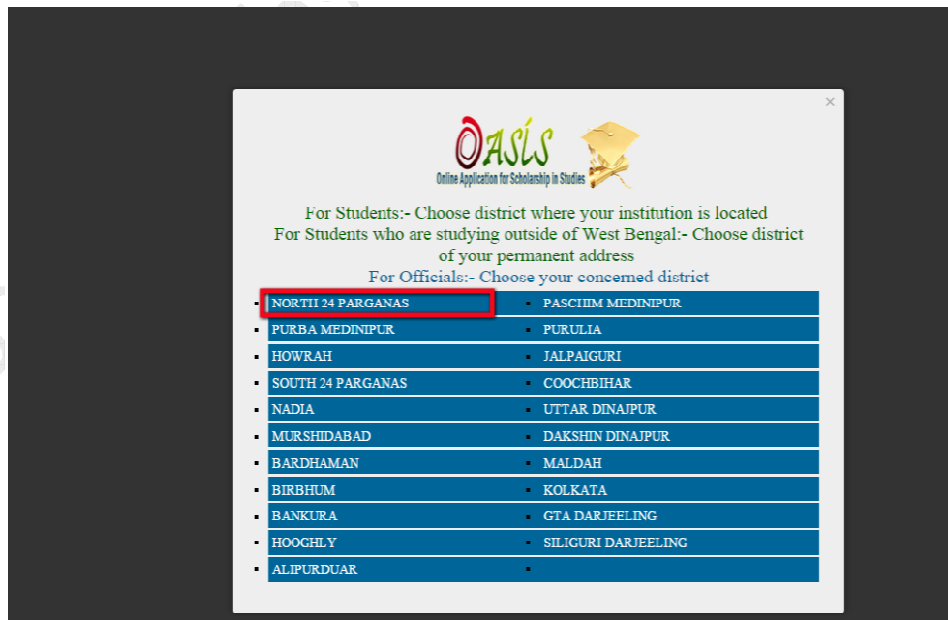 OASÍS
Online Application for Scholarship in Studies
For Students:- Choose district where your institution is located
For Students who are studying outside of West Bengal:- Choose district
of your permanent address
For Officials:- Choose your concerned district
NORTH 24 PARGANAS
PASCHIM MEDINIPUR
PURBA MEDINIPUR
PURULIA
HOWRAH
JALPAIGURI
SOUTH 24 PARGANAS
COOCHBIHAR
NADIA
UTTAR DINAJPUR
MURSHIDABAD
DAKSHIN DINAJPUR
BARDHAMAN
MALDAH
BIRBHUM
KOLKATA
BANKURA
GTA DARJEELING
HOOGHLY
SILIGURI DARJEELING
ALIPURDUAR